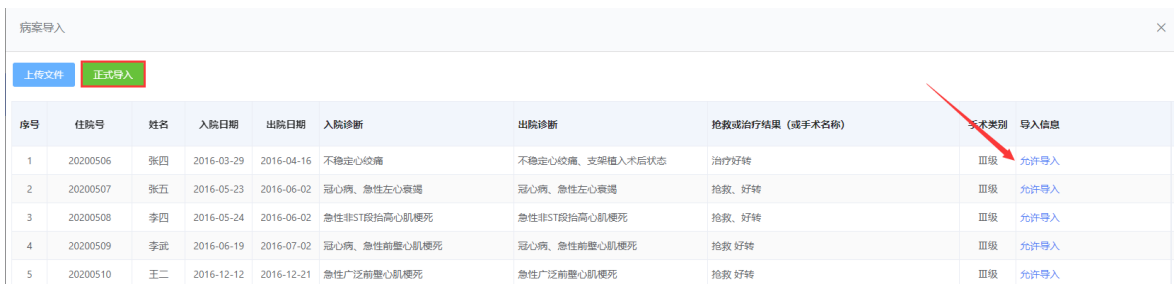 病案导入
上传文件 正式导入
序号 住院号 姓名 入院日期 出院日期 入院诊断 出院诊断 抢救或治疗结果（或手术名称） 手术类别 导入信息
1 20200506 张四 2016-03-29 2016-04-16 不稳定心绞痛 不稳定心绞痛、支架植入术后状态 治疗好转 Ⅲ级 允许导入
2 20200507 张五 2016-05-23 2016-06-02 冠心病、急性左心衰竭 冠心病、急性左心衰竭 抢救、好转 Ⅲ级 允许导入
3 20200508 李四 2016-05-24 2016-06-02 急性非ST段抬高心肌梗死 急性非ST段抬高心肌梗死 抢救、好转 Ⅲ级 允许导入
4 20200509 李武 2016-06-19 2016-07-02 冠心病、急性前壁心肌梗死 冠心病、急性前壁心肌梗死 抢救 好转 Ⅲ级 允许导入
5 20200510 王二 2016-12-12 2016-12-21 急性广泛前壁心肌梗死 急性广泛前壁心肌梗死 抢救 好转 Ⅲ级 允许导入